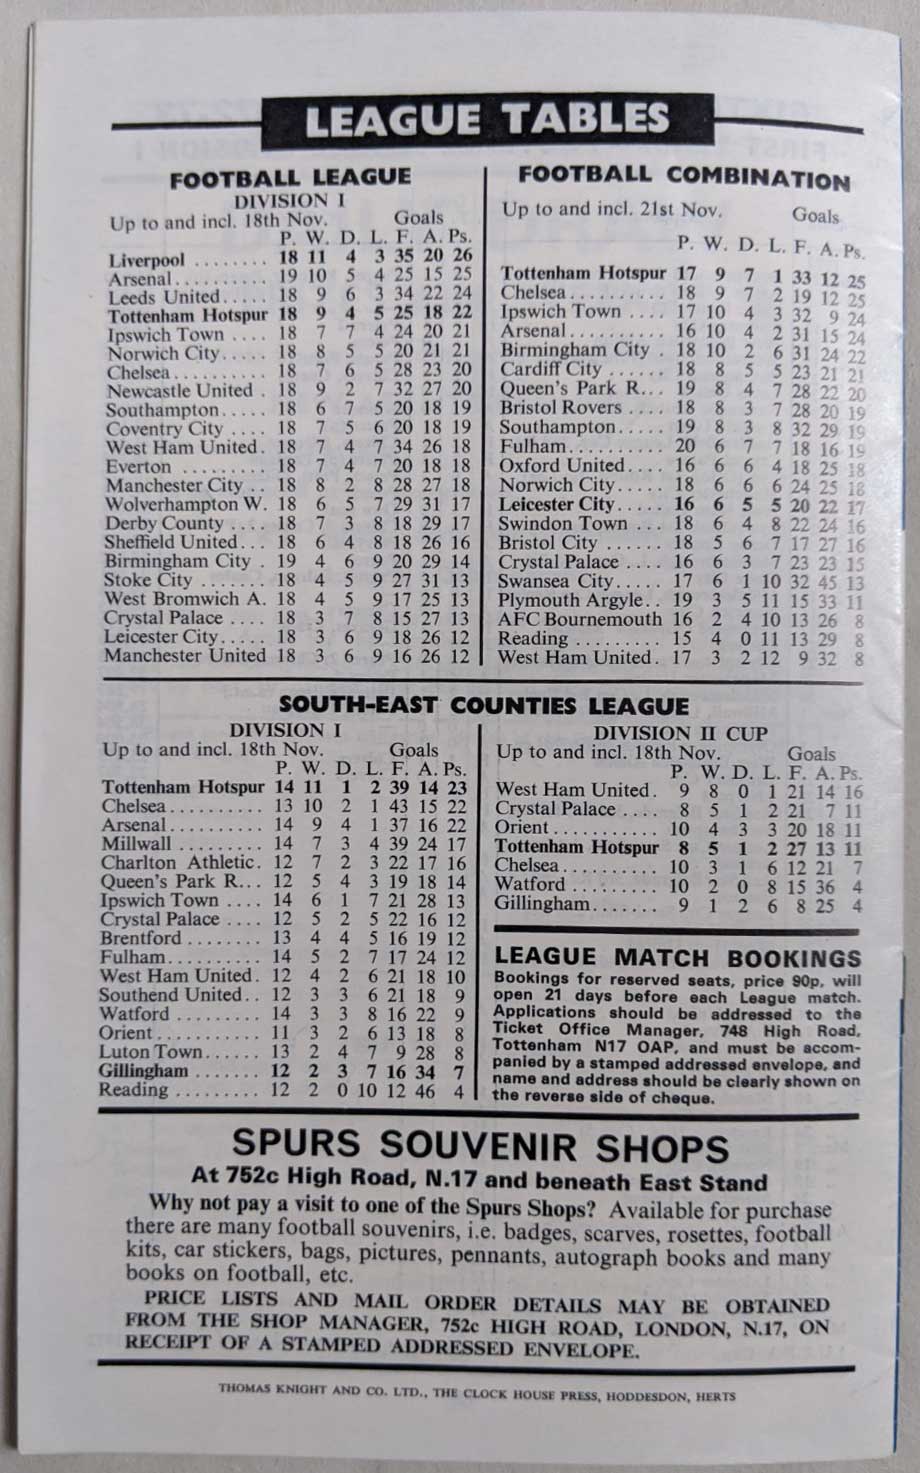 LEAGUE TABLES
FOOTBALL LEAGUE
DIVISION I
Up to and incl. 18th Nov. Goals
P. W. D. L. F. A. Ps.
Liverpool ........ 18 11 4 3 35 20 26
Arsenal.......... 19 10 5 4 25 15 25
Leeds United..... 18 9 6 3 34 22 24
Tottenham Hotspur 18 9 4 5 25 18 22
Ipswich Town .... 18 7 7 4 24 20 21
Norwich City..... 18 8 5 5 20 21 21
Chelsea.......... 18 7 6 5 28 23 20
Newcastle United . 18 9 2 7 32 27 20
Southampton..... 18 6 7 5 20 18 19
Coventry City .... 18 7 5 6 20 18 19
West Ham United. 18 7 4 7 34 26 18
Everton ......... 18 7 4 7 20 18 18
Manchester City .. 18 8 2 8 28 27 18
Wolverhampton W. 18 6 5 7 29 31 17
Derby County .... 18 7 3 8 18 29 17
Sheffield United... 18 6 4 8 18 26 16
Birmingham City . 19 4 6 9 20 29 14
Stoke City ....... 18 4 5 9 27 31 13
West Bromwich A. 18 4 5 9 17 25 13
Crystal Palace .... 18 3 7 8 15 27 13
Leicester City..... 18 3 6 9 18 26 12
Manchester United 18 3 6 9 16 26 12
FOOTBALL COMBINATION
Up to and incl. 21st Nov. Goals
P. W. D. L. F. A. Ps.
Tottenham Hotspur 17 9 7 1 33 12 25
Chelsea.......... 18 9 7 2 19 12 25
Ipswich Town .... 17 10 4 3 32 9 24
Arsenal.......... 16 10 4 2 31 15 24
Birmingham City . 18 10 2 6 31 24 22
Cardiff City ...... 18 8 5 5 23 21 21
Queen's Park R... 19 8 4 7 28 22 20
Bristol Rovers .... 18 8 3 7 28 20 19
Southampton..... 19 8 3 8 32 29 19
Fulham.......... 20 6 7 7 18 16 19
Oxford United.... 16 6 6 4 18 25 18
Norwich City..... 18 6 6 6 24 25 18
Leicester City..... 16 6 5 5 20 22 17
Swindon Town ... 18 6 4 8 22 24 16
Bristol City ...... 18 5 6 7 17 27 16
Crystal Palace .... 16 6 3 7 23 23 15
Swansea City..... 17 6 1 10 32 45 13
Plymouth Argyle.. 19 3 5 11 15 33 11
AFC Bournemouth 16 2 4 10 13 26 8
Reading ......... 15 4 0 11 13 29 8
West Ham United. 17 3 2 12 9 32 8
SOUTH-EAST COUNTIES LEAGUE
DIVISION I
Up to and incl. 18th Nov. Goals
P. W. D. L. F. A. Ps.
Tottenham Hotspur 14 11 1 2 39 14 23
Chelsea.......... 13 10 2 1 43 15 22
Arsenal.......... 14 9 4 1 37 16 22
Millwall ......... 14 7 3 4 39 24 17
Charlton Athletic. 12 7 2 3 22 17 16
Queen's Park R... 12 5 4 3 19 18 14
Ipswich Town .... 14 6 1 7 21 28 13
Crystal Palace .... 12 5 2 5 22 16 12
Brentford ........ 13 4 4 5 16 19 12
Fulham.......... 14 5 2 7 17 24 12
West Ham United. 12 4 2 6 21 18 10
Southend United.. 12 3 3 6 21 18 9
Watford ......... 14 3 3 8 16 22 9
Orient........... 11 3 2 6 13 18 8
Luton Town...... 13 2 4 7 9 28 8
Gillingham ....... 12 2 3 7 16 34 7
Reading ......... 12 2 0 10 12 46 4
DIVISION II CUP
Up to and incl. 18th Nov. Goals
P. W. D. L. F. A. Ps.
West Ham United. 9 8 0 1 21 14 16
Crystal Palace .... 8 5 1 2 21 7 11
Orient........... 10 4 3 3 20 18 11
Tottenham Hotspur 8 5 1 2 27 13 11
Chelsea.......... 10 3 1 6 12 21 7
Watford ......... 10 2 0 8 15 36 4
Gillingham....... 9 1 2 6 8 25 4
LEAGUE MATCH BOOKINGS
Bookings for reserved seats, price 90p, will
open 21 days before each League match.
Applications should be addressed to the
Ticket Office Manager, 748 High Road,
Tottenham N17 OAP, and must be accom-
panied by a stamped addressed envelope, and
name and address should be clearly shown on
the reverse side of cheque.
SPURS SOUVENIR SHOPS
At 752c High Road, N.17 and beneath East Stand
Why not pay a visit to one of the Spurs Shops? Available for purchase
there are many football souvenirs, i.e. badges, scarves, rosettes, football
kits, car stickers, bags, pictures, pennants, autograph books and many
books on football, etc.
PRICE LISTS AND MAIL ORDER DETAILS MAY BE OBTAINED
FROM THE SHOP MANAGER, 752c HIGH ROAD, LONDON, N.17, ON
RECEIPT OF A STAMPED ADDRESSED ENVELOPE.
THOMAS KNIGHT AND CO. LTD., THE CLOCK HOUSE PRESS, HODDESDON, HERTS